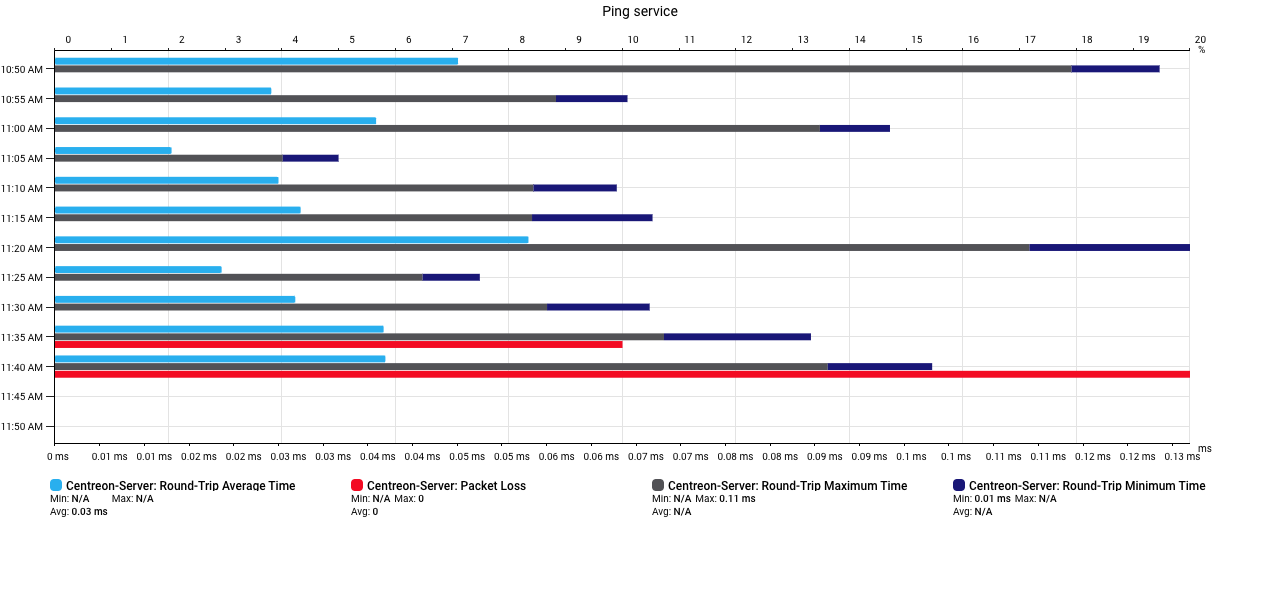 Ping service
0 1 2 3 4 5 6 7 8 9 10 11 12 13 14 15 16 17 18 19 20
%
10:50 AM
10:55 AM
11:00 AM
11:05 AM
11:10 AM
11:15 AM
11:20 AM
11:25 AM
11:30 AM
11:35 AM
11:40 AM
11:45 AM
11:50 AM
ms
0 ms 0.01 ms 0.01 ms 0.02 ms 0.02 ms 0.03 ms 0.03 ms 0.04 ms 0.04 ms 0.05 ms 0.05 ms 0.06 ms 0.06 ms 0.07 ms 0.07 ms 0.08 ms 0.08 ms 0.09 ms 0.09 ms 0.1 ms 0.1 ms 0.11 ms 0.11 ms 0.12 ms 0.12 ms 0.13 ms
Centreon-Server: Round-Trip Average Time
Min: N/A Max: N/A
Avg: 0.03 ms
Centreon-Server: Packet Loss
Min: N/A Max: 0
Avg: 0
Centreon-Server: Round-Trip Maximum Time
Min: N/A Max: 0.11 ms
Avg: N/A
Centreon-Server: Round-Trip Minimum Time
Min: 0.01 ms Max: N/A
Avg: N/A